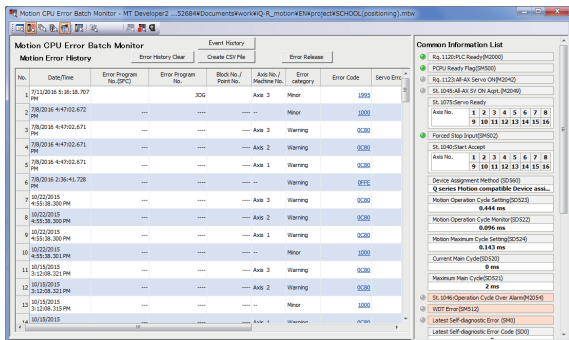 Motion CPU Error Batch Monitor - MT Developer2 ...52684\Documents\work\iQ-R_motion\EN\project\SCHOOL(positioning).mtw
Motion CPU Error Batch Monitor
Event History
Motion Error History
Error History Clear
Create CSV File
Error Release
No. Date/Time Error Program No.(SFC) Error Program No. Block No./ Point No. Axis No./ Machine No. Error category Error Code Servo Erro
1 7/11/2016 5:16:18.707 PM JOG Axis 3 Minor 1995
2 7/8/2016 4:47:02.672 PM --- ---- ---- -- Minor 1000
3 7/8/2016 4:47:02.671 PM --- ---- ---- Axis 3 Warning 0C80
4 7/8/2016 4:47:02.671 PM --- ---- ---- Axis 2 Warning 0C80
5 7/8/2016 4:47:02.671 PM --- ---- ---- Axis 1 Warning 0C80
6 7/8/2016 2:36:41.728 PM --- ---- ---- -- Warning 0FFE
7 10/22/2015 4:55:38.300 PM --- ---- ---- Axis 3 Warning 0C80
8 10/22/2015 4:55:38.300 PM --- ---- ---- Axis 2 Warning 0C80
9 10/22/2015 4:55:38.300 PM --- ---- ---- Axis 1 Warning 0C80
10 10/22/2015 4:55:38.301 PM --- ---- ---- -- Minor 1000
11 10/15/2015 3:12:08.321 PM --- ---- ---- Axis 3 Warning 0C80
12 10/15/2015 3:12:08.321 PM --- ---- ---- Axis 2 Warning 0C80
13 10/15/2015 3:12:08.315 PM --- ---- ---- -- Minor 1000
14 10/15/2015 --- ---- ---- Axis 1 Warning 0C80
Common Information List
Rq.1120:PLC Ready(M2000)
PCPU Ready Flag(SM500)
Rq.1123:All-AX Servo ON(M2042)
St.1045:All-AX SV ON Acpt.(M2049)
St.1075:Servo Ready
Axis No. 1 2 3 4 5 6 7 8
9 10 11 12 13 14 15 16
Forced Stop Input(SM502)
St.1040:Start Accept
Axis No. 1 2 3 4 5 6 7 8
9 10 11 12 13 14 15 16
Device Assignment Method (SD560)
Q series Motion compatible Device assi...
Motion Operation Cycle Setting(SD523)
0.444 ms
Motion Operation Cycle Monitor(SD522)
0.096 ms
Motion Maximum Cycle Setting(SD524)
0.143 ms
Current Main Cycle(SD520)
0 ms
Maximum Main Cycle(SD521)
2 ms
St.1046:Operation Cycle Over Alarm(M2054)
WDT Error(SM512)
Latest Self-diagnostic Error (SM0)
Latest Self-diagnostic Error Code (SD0)